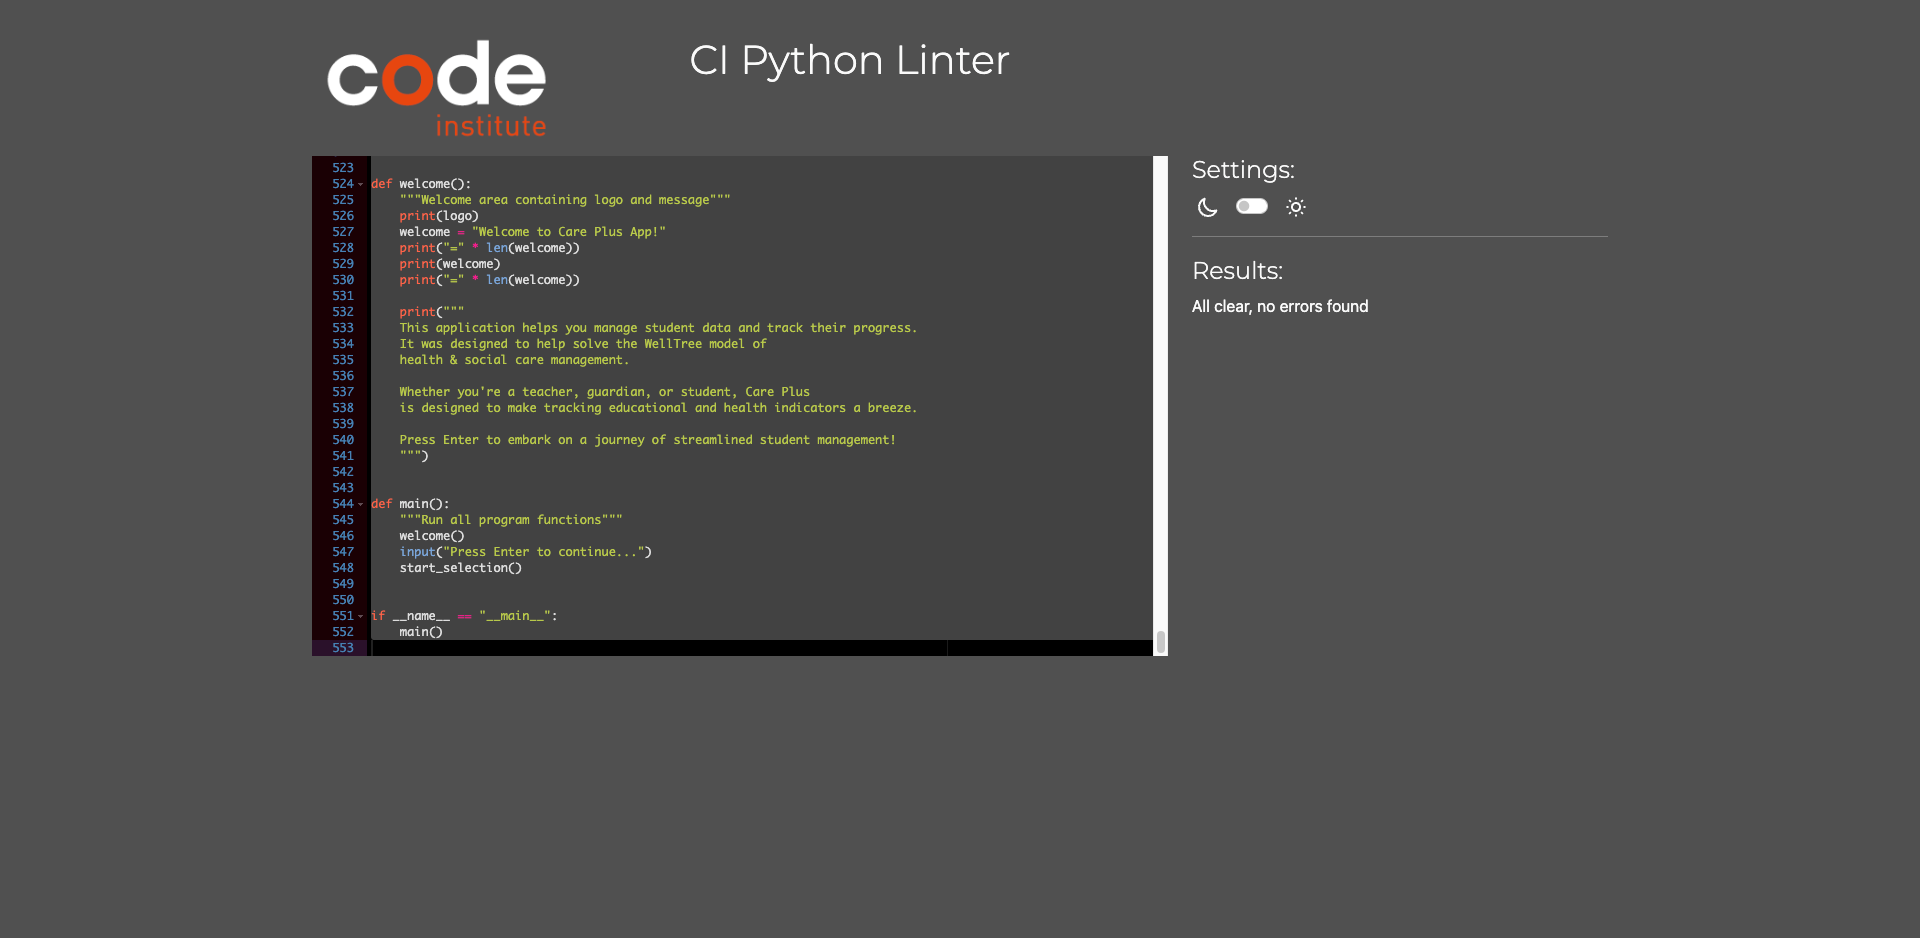 code
institute
CI Python Linter
523
524 def welcome():
525     """Welcome area containing logo and message"""
526     print(logo)
527     welcome = "Welcome to Care Plus App!"
528     print("=" * len(welcome))
529     print(welcome)
530     print("=" * len(welcome))
531
532     print("""
533     This application helps you manage student data and track their progress.
534     It was designed to help solve the WellTree model of
535     health & social care management.
536
537     Whether you're a teacher, guardian, or student, Care Plus
538     is designed to make tracking educational and health indicators a breeze.
539
540     Press Enter to embark on a journey of streamlined student management!
541     """)
542
543
544 def main():
545     """Run all program functions"""
546     welcome()
547     input("Press Enter to continue...")
548     start_selection()
549
550
551 if __name__ == "__main__":
552     main()
553
Settings:
Results:
All clear, no errors found